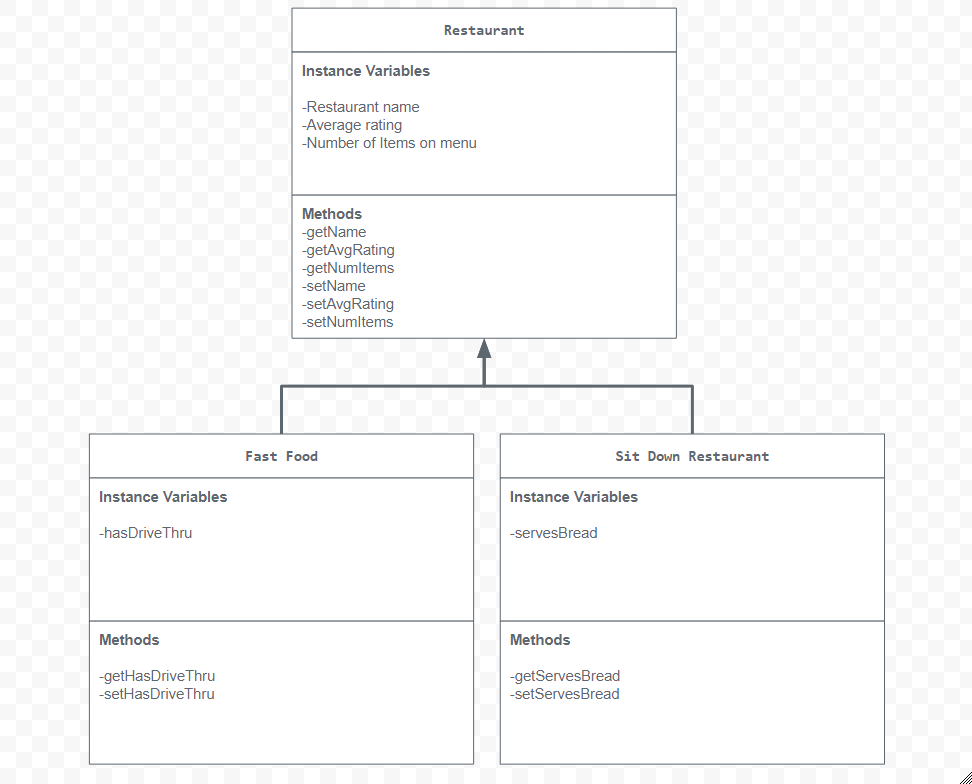 Restaurant
Instance Variables
-Restaurant name
-Average rating
-Number of Items on menu
Methods
-getName
-getAvgRating
-getNumItems
-setName
-setAvgRating
-setNumItems
Fast Food
Instance Variables
-hasDriveThru
Methods
-getHasDriveThru
-setHasDriveThru
Sit Down Restaurant
Instance Variables
-servesBread
Methods
-getServesBread
-setServesBread